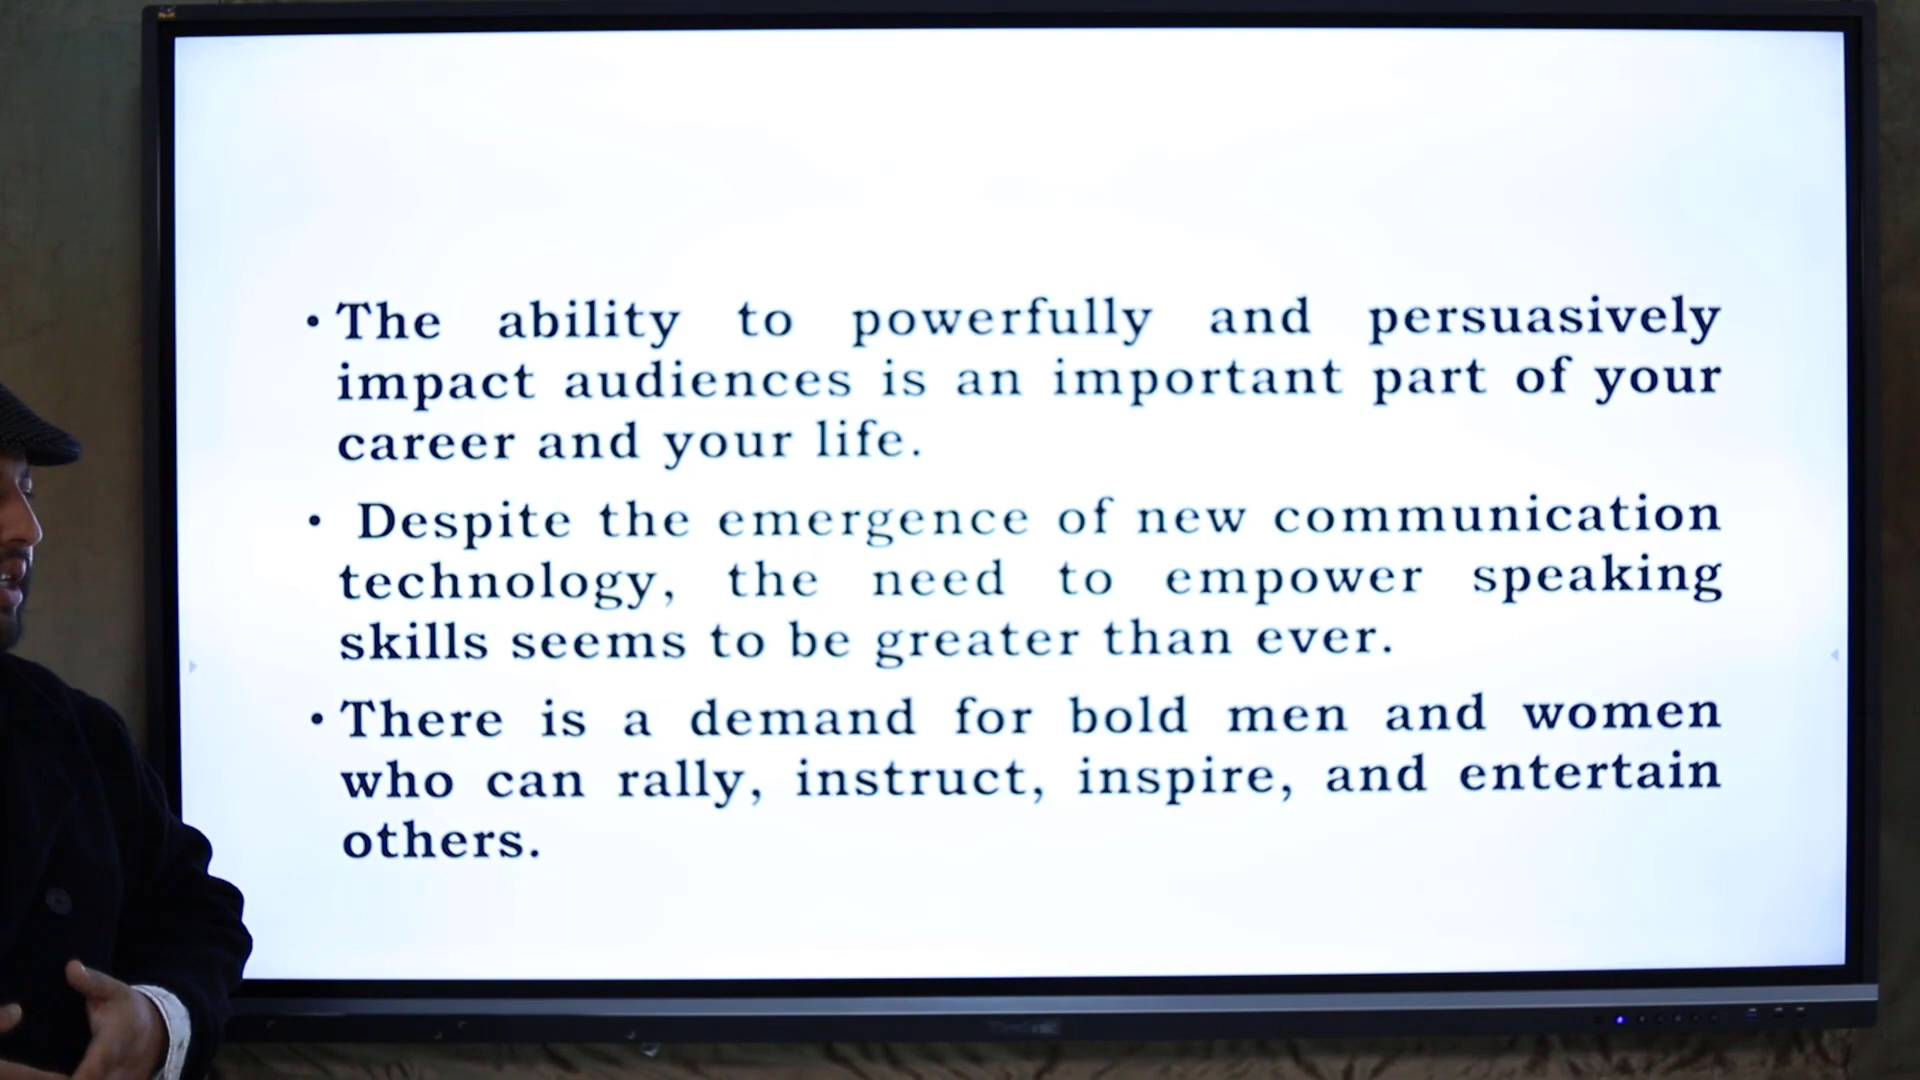 • The ability to powerfully and persuasively
impact audiences is an important part of your
career and your life.
• Despite the emergence of new communication
technology, the need to empower speaking
skills seems to be greater than ever.
• There is a demand for bold men and women
who can rally, instruct, inspire, and entertain
others.